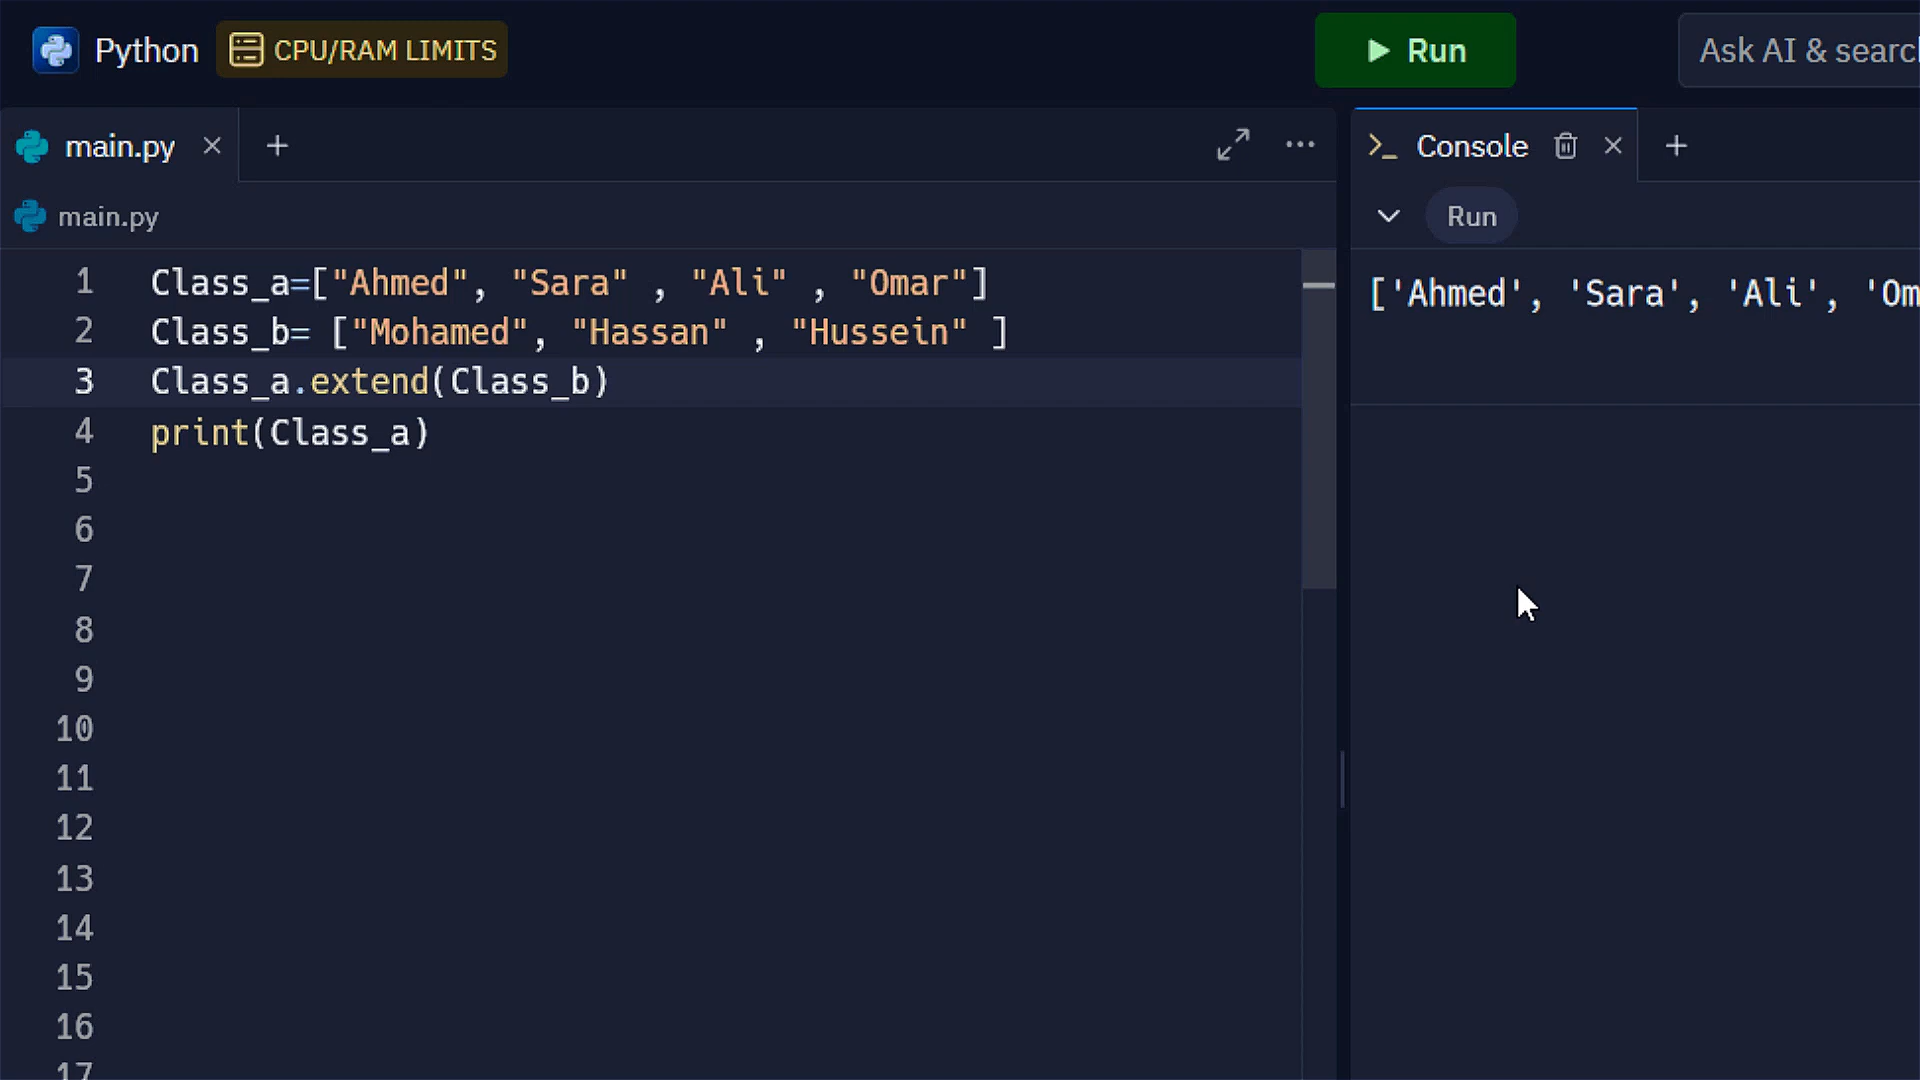 Python CPU/RAM LIMITS Run Ask AI & search
main.py Console
main.py Run
1 Class_a=["Ahmed", "Sara" , "Ali" , "Omar"]
2 Class_b= ["Mohamed", "Hassan" , "Hussein" ]
3 Class_a.extend(Class_b)
4 print(Class_a)
5
6
7
8
9
10
11
12
13
14
15
16
17
['Ahmed', 'Sara', 'Ali', 'Om